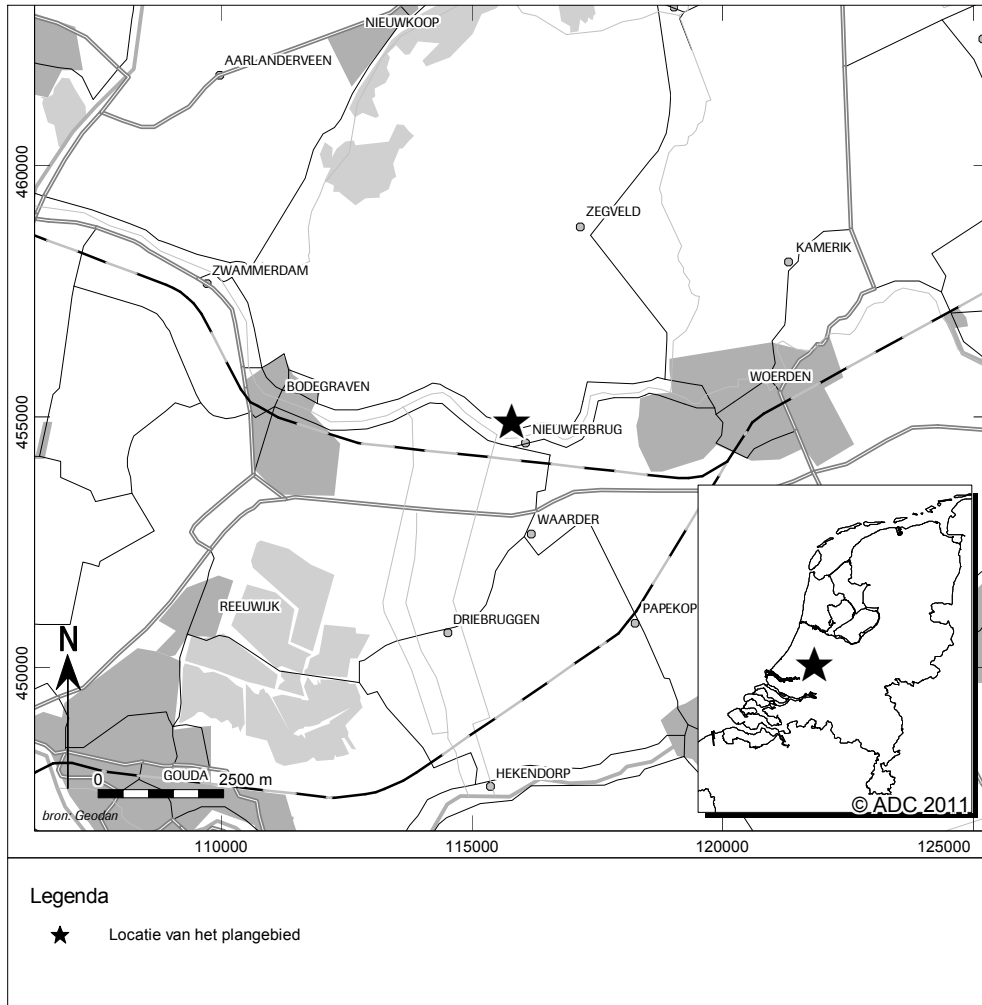 NIEUWKOOP
AARLANDERVEEN
460000
ZEGVELD
KAMERIK
ZWAMMERDAM
WOERDEN
BODEGRAVEN
455000
NIEUWERBRUG
WAARDER
REEUWIJK
DRIEBRUGGEN
PAPEKOP
N
450000
GOUDA
0 2500 m
HEKENDORP
bron: Geodan
© ADC 2011
110000 115000 120000 125000
Legenda
Locatie van het plangebied